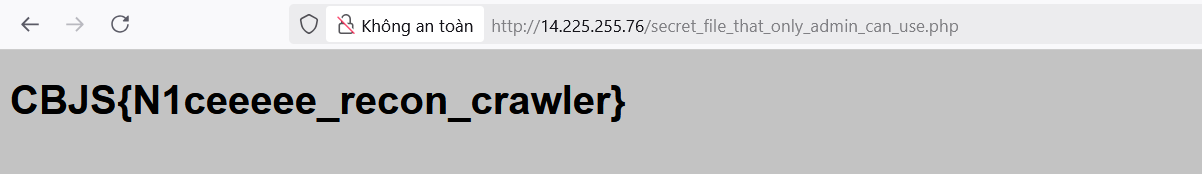 Không an toàn http://14.225.255.76/secret_file_that_only_admin_can_use.php
CBJS{N1ceeeee_recon_crawler}